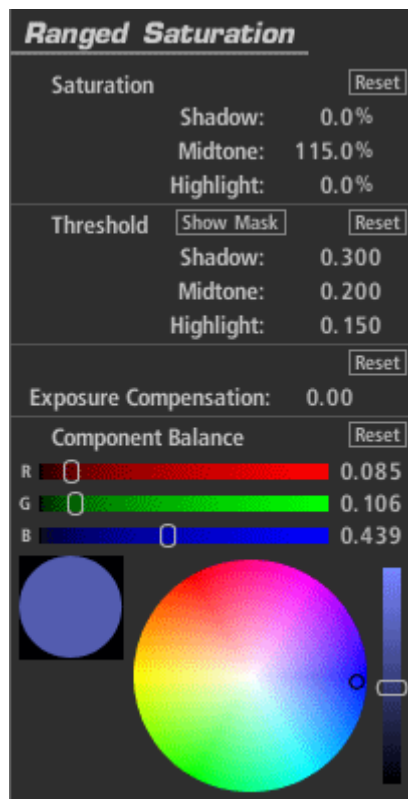 Ranged Saturation
Saturation Reset
Shadow: 0.0%
Midtone: 115.0%
Highlight: 0.0%
Threshold Show Mask Reset
Shadow: 0.300
Midtone: 0.200
Highlight: 0.150
Reset
Exposure Compensation: 0.00
Component Balance Reset
R 0.085
G 0.106
B 0.439